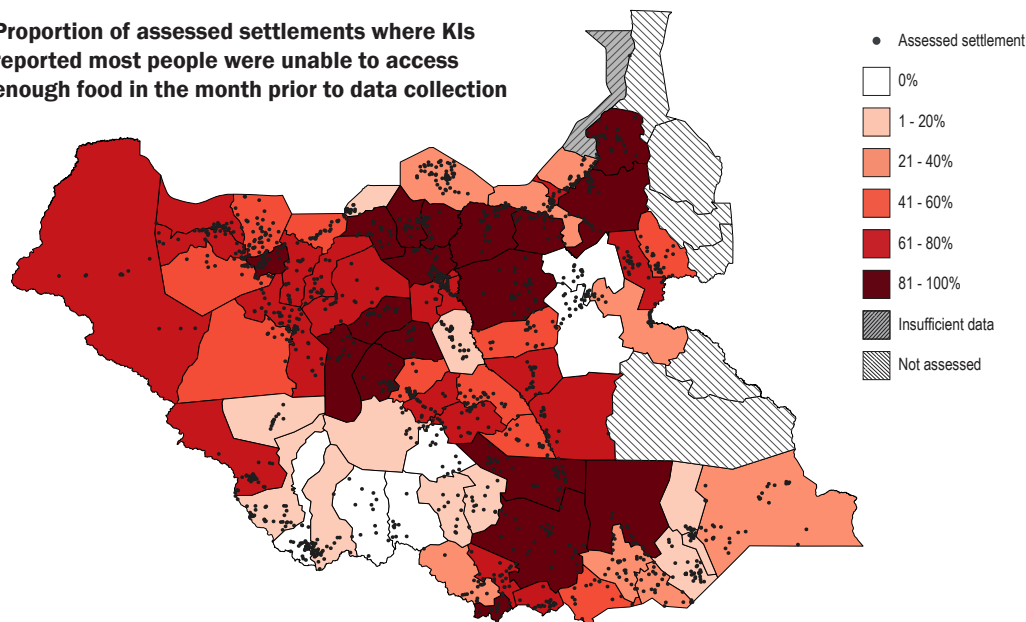 Proportion of assessed settlements where KIs
reported most people were unable to access
enough food in the month prior to data collection
Assessed settlement
0%
1 - 20%
21 - 40%
41 - 60%
61 - 80%
81 - 100%
Insufficient data
Not assessed